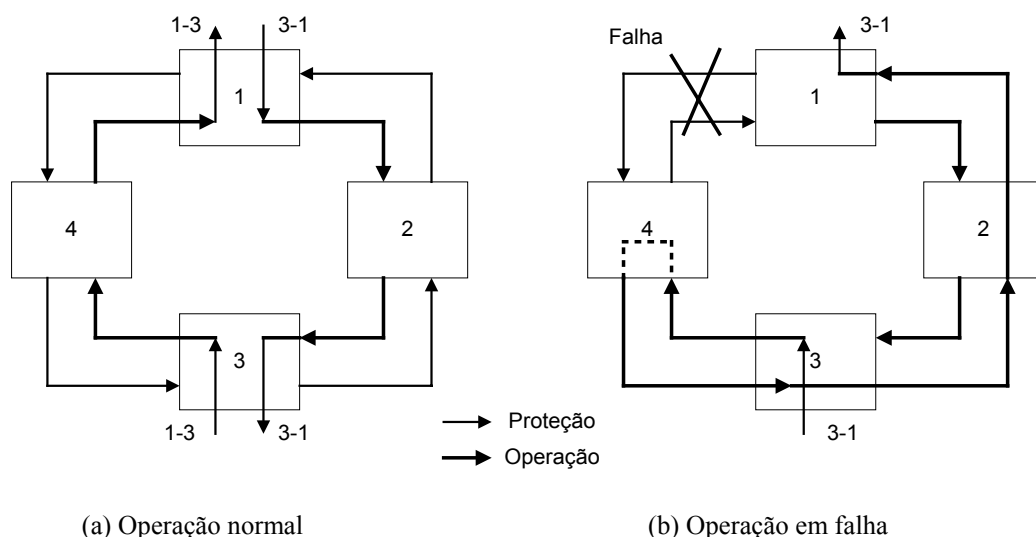 1-3
3-1
1
4
2
3
1-3
3-1
Falha
3-1
1
4
2
3
3-1
Proteção
Operação
(a) Operação normal
(b) Operação em falha